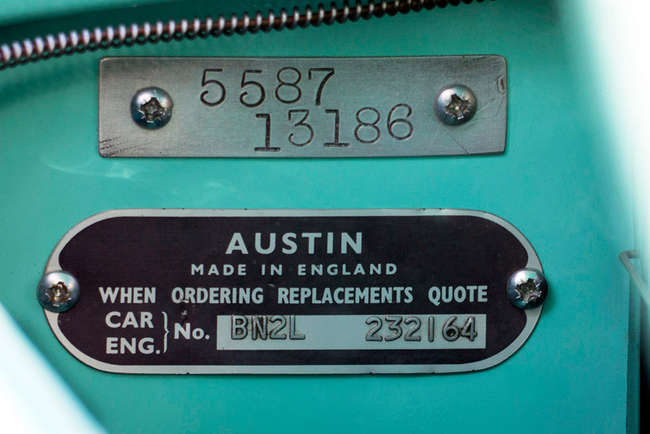 5587
13186
AUSTIN
MADE IN ENGLAND
WHEN ORDERING REPLACEMENTS QUOTE
CAR
ENG. } No. BN2L 232164